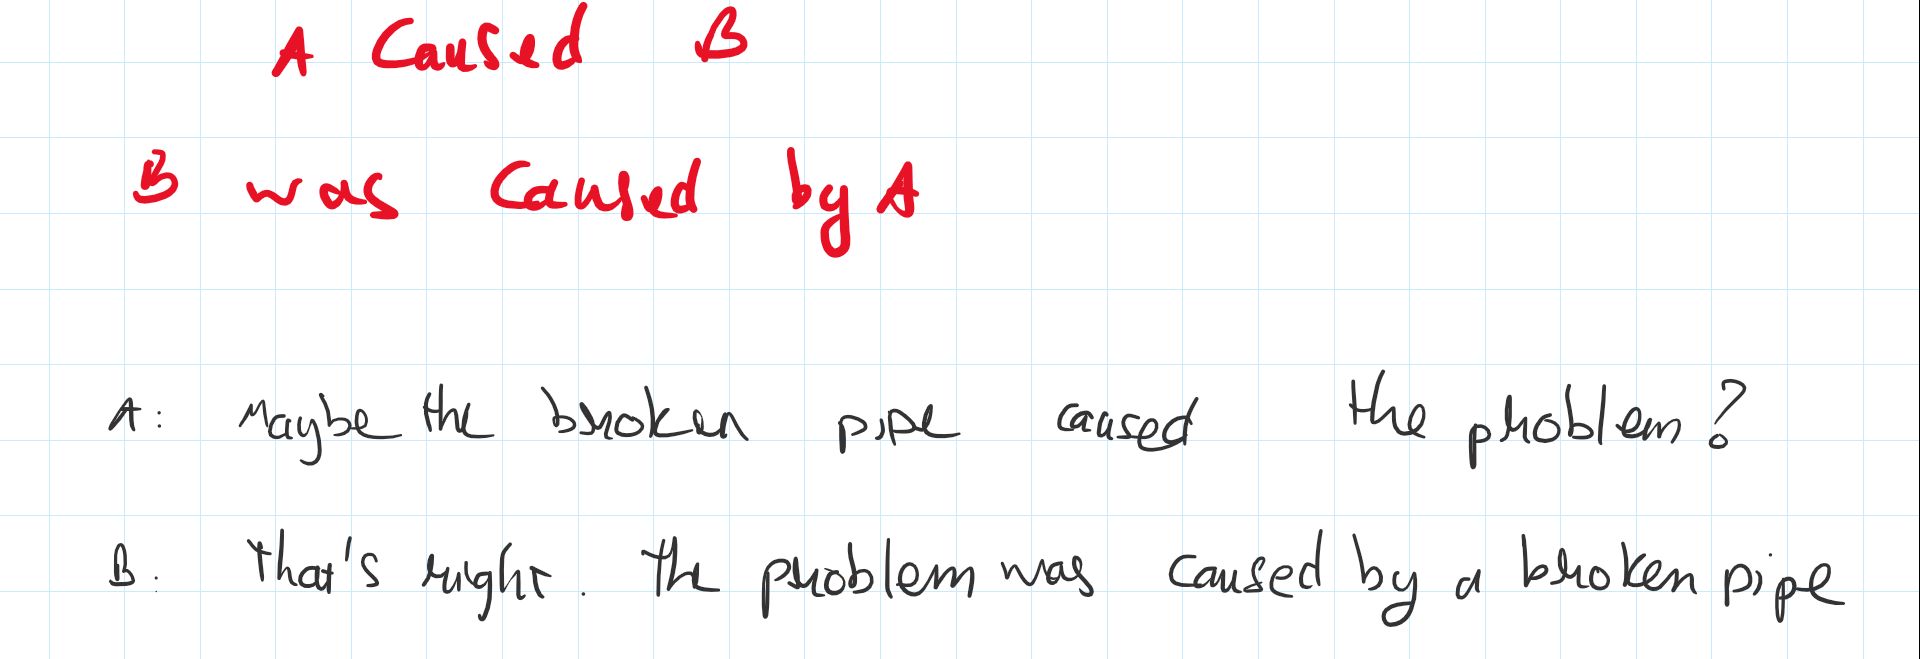 A Caused B
B was caused by A
A: Maybe the broken pipe caused the problem?
B: That's right. The problem was caused by a broken pipe